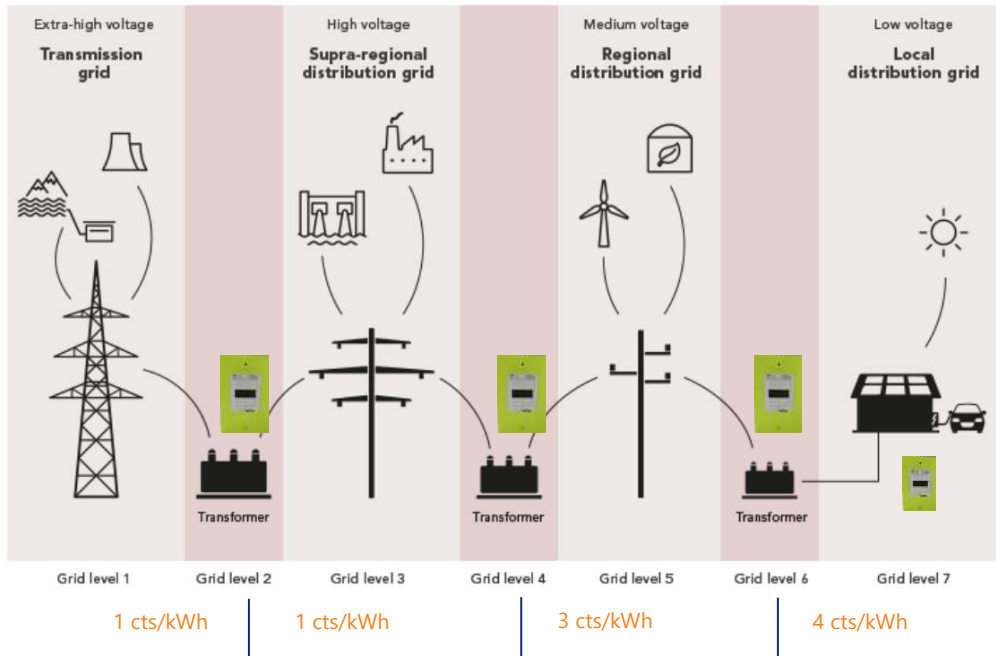 Extra-high voltage
Transmission
grid
High voltage
Supra-regional
distribution grid
Medium voltage
Regional
distribution grid
Low voltage
Local
distribution grid
Transformer
Transformer
Transformer
Grid level 1
Grid level 2
Grid level 3
Grid level 4
Grid level 5
Grid level 6
Grid level 7
1 cts/kWh
1 cts/kWh
3 cts/kWh
4 cts/kWh